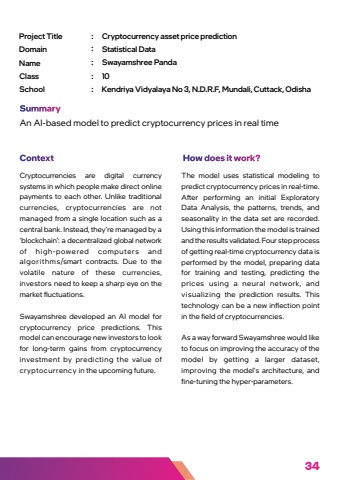 Project Title : Cryptocurrency asset price prediction
Domain : Statistical Data
Name : Swayamshree Panda
Class : 10
School : Kendriya Vidyalaya No 3, N.D.R.F, Mundali, Cuttack, Odisha
Summary
An AI-based model to predict cryptocurrency prices in real time
Context
Cryptocurrencies are digital currency
systems in which people make direct online
payments to each other. Unlike traditional
currencies, cryptocurrencies are not
managed from a single location such as a
central bank. Instead, they're managed by a
'blockchain': a decentralized global network
of high-powered computers and
algorithms/smart contracts. Due to the
volatile nature of these currencies,
investors need to keep a sharp eye on the
market fluctuations.
Swayamshree developed an AI model for
cryptocurrency price predictions. This
model can encourage new investors to look
for long-term gains from cryptocurrency
investment by predicting the value of
cryptocurrency in the upcoming future.
How does it work?
The model uses statistical modeling to
predict cryptocurrency prices in real-time.
After performing an initial Exploratory
Data Analysis, the patterns, trends, and
seasonality in the data set are recorded.
Using this information the model is trained
and the results validated. Four step process
of getting real-time cryptocurrency data is
performed by the model, preparing data
for training and testing, predicting the
prices using a neural network, and
visualizing the prediction results. This
technology can be a new inflection point
in the field of cryptocurrencies.
As a way forward Swayamshree would like
to focus on improving the accuracy of the
model by getting a larger dataset,
improving the model's architecture, and
fine-tuning the hyper-parameters.
34